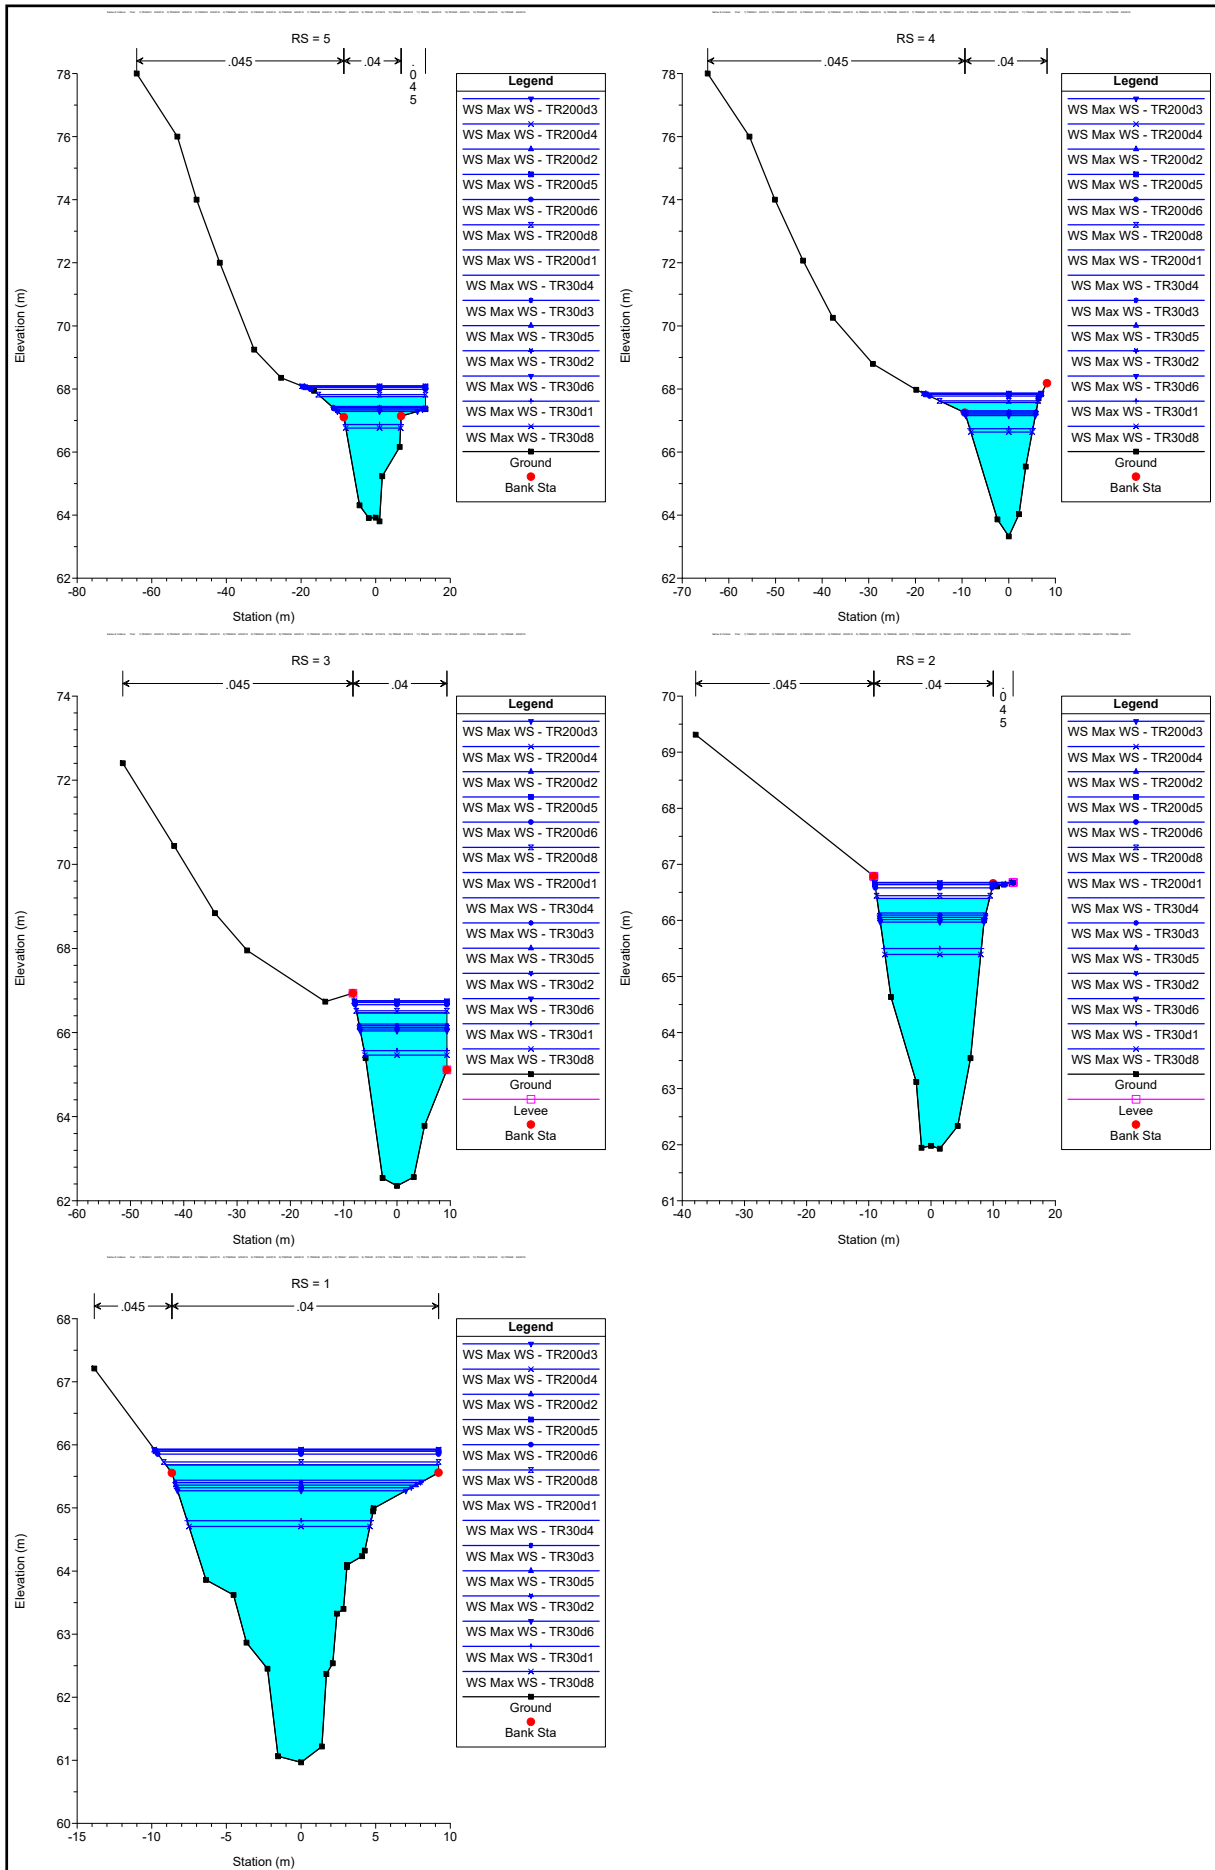 RS = 5
.045
.04
.045
Legend
WS Max WS - TR200d3
WS Max WS - TR200d4
WS Max WS - TR200d2
WS Max WS - TR200d5
WS Max WS - TR200d6
WS Max WS - TR200d8
WS Max WS - TR200d1
WS Max WS - TR30d4
WS Max WS - TR30d3
WS Max WS - TR30d5
WS Max WS - TR30d2
WS Max WS - TR30d6
WS Max WS - TR30d1
WS Max WS - TR30d8
Ground
Bank Sta
78
76
74
72
70
68
66
64
62
Elevation (m)
-80 -60 -40 -20 0 20
Station (m)
RS = 4
.045
.04
Legend
WS Max WS - TR200d3
WS Max WS - TR200d4
WS Max WS - TR200d2
WS Max WS - TR200d5
WS Max WS - TR200d6
WS Max WS - TR200d8
WS Max WS - TR200d1
WS Max WS - TR30d4
WS Max WS - TR30d3
WS Max WS - TR30d5
WS Max WS - TR30d2
WS Max WS - TR30d6
WS Max WS - TR30d1
WS Max WS - TR30d8
Ground
Bank Sta
78
76
74
72
70
68
66
64
62
Elevation (m)
-70 -60 -50 -40 -30 -20 -10 0 10
Station (m)
RS = 3
.045
.04
Legend
WS Max WS - TR200d3
WS Max WS - TR200d4
WS Max WS - TR200d2
WS Max WS - TR200d5
WS Max WS - TR200d6
WS Max WS - TR200d8
WS Max WS - TR200d1
WS Max WS - TR30d4
WS Max WS - TR30d3
WS Max WS - TR30d5
WS Max WS - TR30d2
WS Max WS - TR30d6
WS Max WS - TR30d1
WS Max WS - TR30d8
Ground
Levee
Bank Sta
74
72
70
68
66
64
62
Elevation (m)
-60 -50 -40 -30 -20 -10 0 10
Station (m)
RS = 2
.045
.04
.045
Legend
WS Max WS - TR200d3
WS Max WS - TR200d4
WS Max WS - TR200d2
WS Max WS - TR200d5
WS Max WS - TR200d6
WS Max WS - TR200d8
WS Max WS - TR200d1
WS Max WS - TR30d4
WS Max WS - TR30d3
WS Max WS - TR30d5
WS Max WS - TR30d2
WS Max WS - TR30d6
WS Max WS - TR30d1
WS Max WS - TR30d8
Ground
Levee
Bank Sta
70
69
68
67
66
65
64
63
62
61
Elevation (m)
-40 -30 -20 -10 0 10 20
Station (m)
RS = 1
.045
.04
Legend
WS Max WS - TR200d3
WS Max WS - TR200d4
WS Max WS - TR200d2
WS Max WS - TR200d5
WS Max WS - TR200d6
WS Max WS - TR200d8
WS Max WS - TR200d1
WS Max WS - TR30d4
WS Max WS - TR30d3
WS Max WS - TR30d5
WS Max WS - TR30d2
WS Max WS - TR30d6
WS Max WS - TR30d1
WS Max WS - TR30d8
Ground
Bank Sta
68
67
66
65
64
63
62
61
60
Elevation (m)
-15 -10 -5 0 5 10
Station (m)